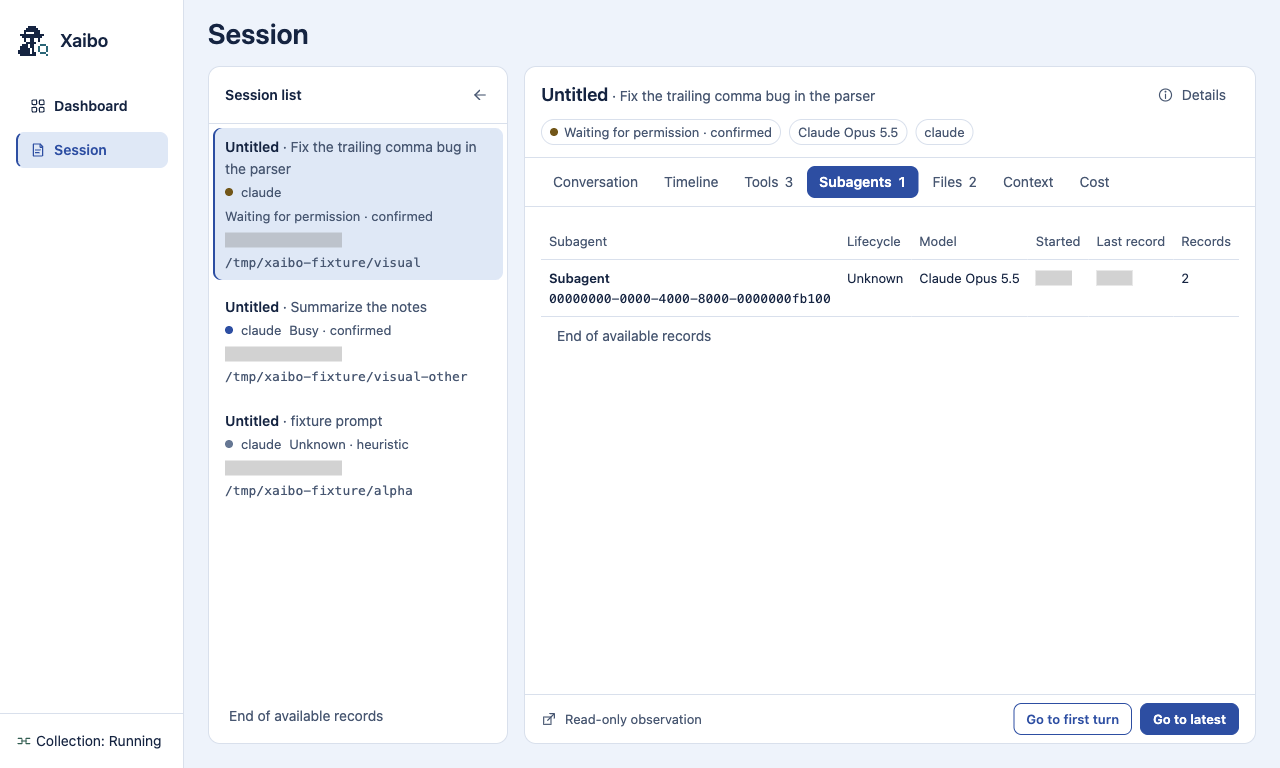 Xaibo
Dashboard
Session
Collection: Running
Session
Session list
Untitled · Fix the trailing comma bug in
the parser
claude
Waiting for permission · confirmed
/tmp/xaibo-fixture/visual
Untitled · Summarize the notes
claude Busy · confirmed
/tmp/xaibo-fixture/visual-other
Untitled · fixture prompt
claude Unknown · heuristic
/tmp/xaibo-fixture/alpha
End of available records
Untitled · Fix the trailing comma bug in the parser
Details
Waiting for permission · confirmed
Claude Opus 5.5
claude
Conversation Timeline Tools 3 Subagents 1 Files 2 Context Cost
Subagent Lifecycle Model Started Last record Records
Subagent Unknown Claude Opus 5.5 2
00000000-0000-4000-8000-0000000fb100
End of available records
Read-only observation
Go to first turn
Go to latest